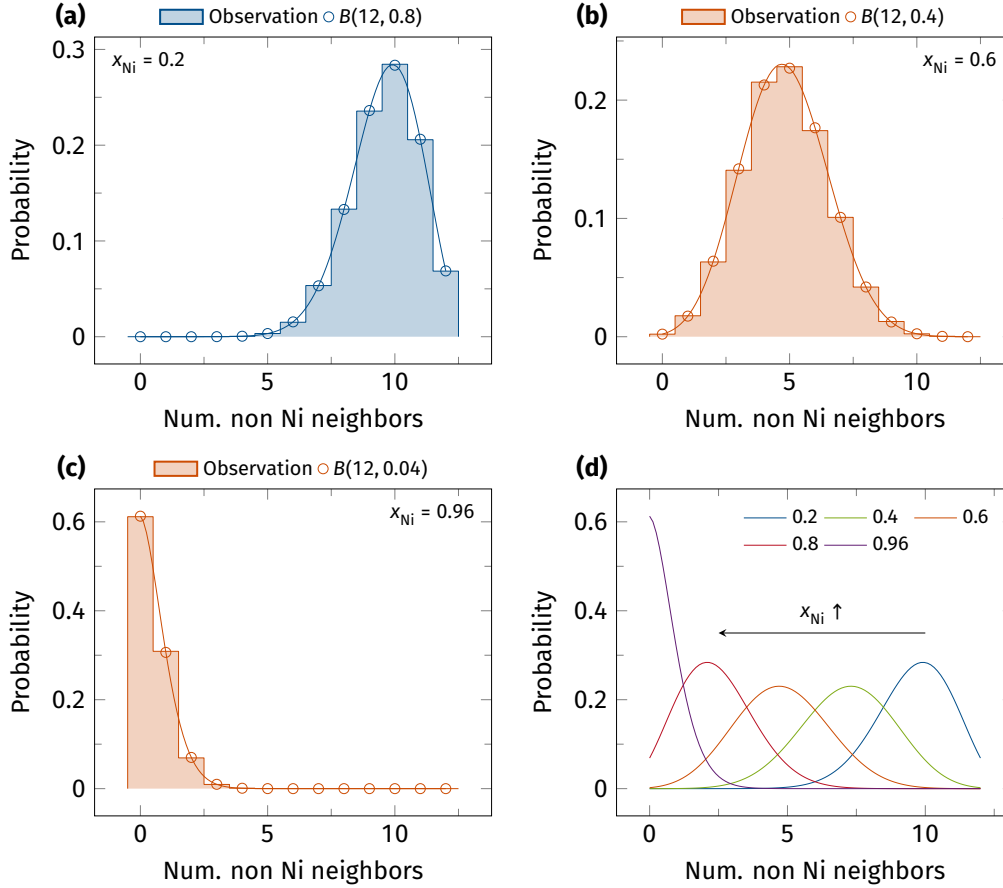 (a) Observation B(12, 0.8)
x_Ni = 0.2
0.3
0.2
0.1
0
Probability
0 5 10
Num. non Ni neighbors
(b) Observation B(12, 0.4)
x_Ni = 0.6
0.2
0.1
0
Probability
0 5 10
Num. non Ni neighbors
(c) Observation B(12, 0.04)
x_Ni = 0.96
0.6
0.4
0.2
0
Probability
0 5 10
Num. non Ni neighbors
(d)
0.2 0.4 0.6
0.8 0.96
x_Ni ↑
0.6
0.4
0.2
0
Probability
0 5 10
Num. non Ni neighbors